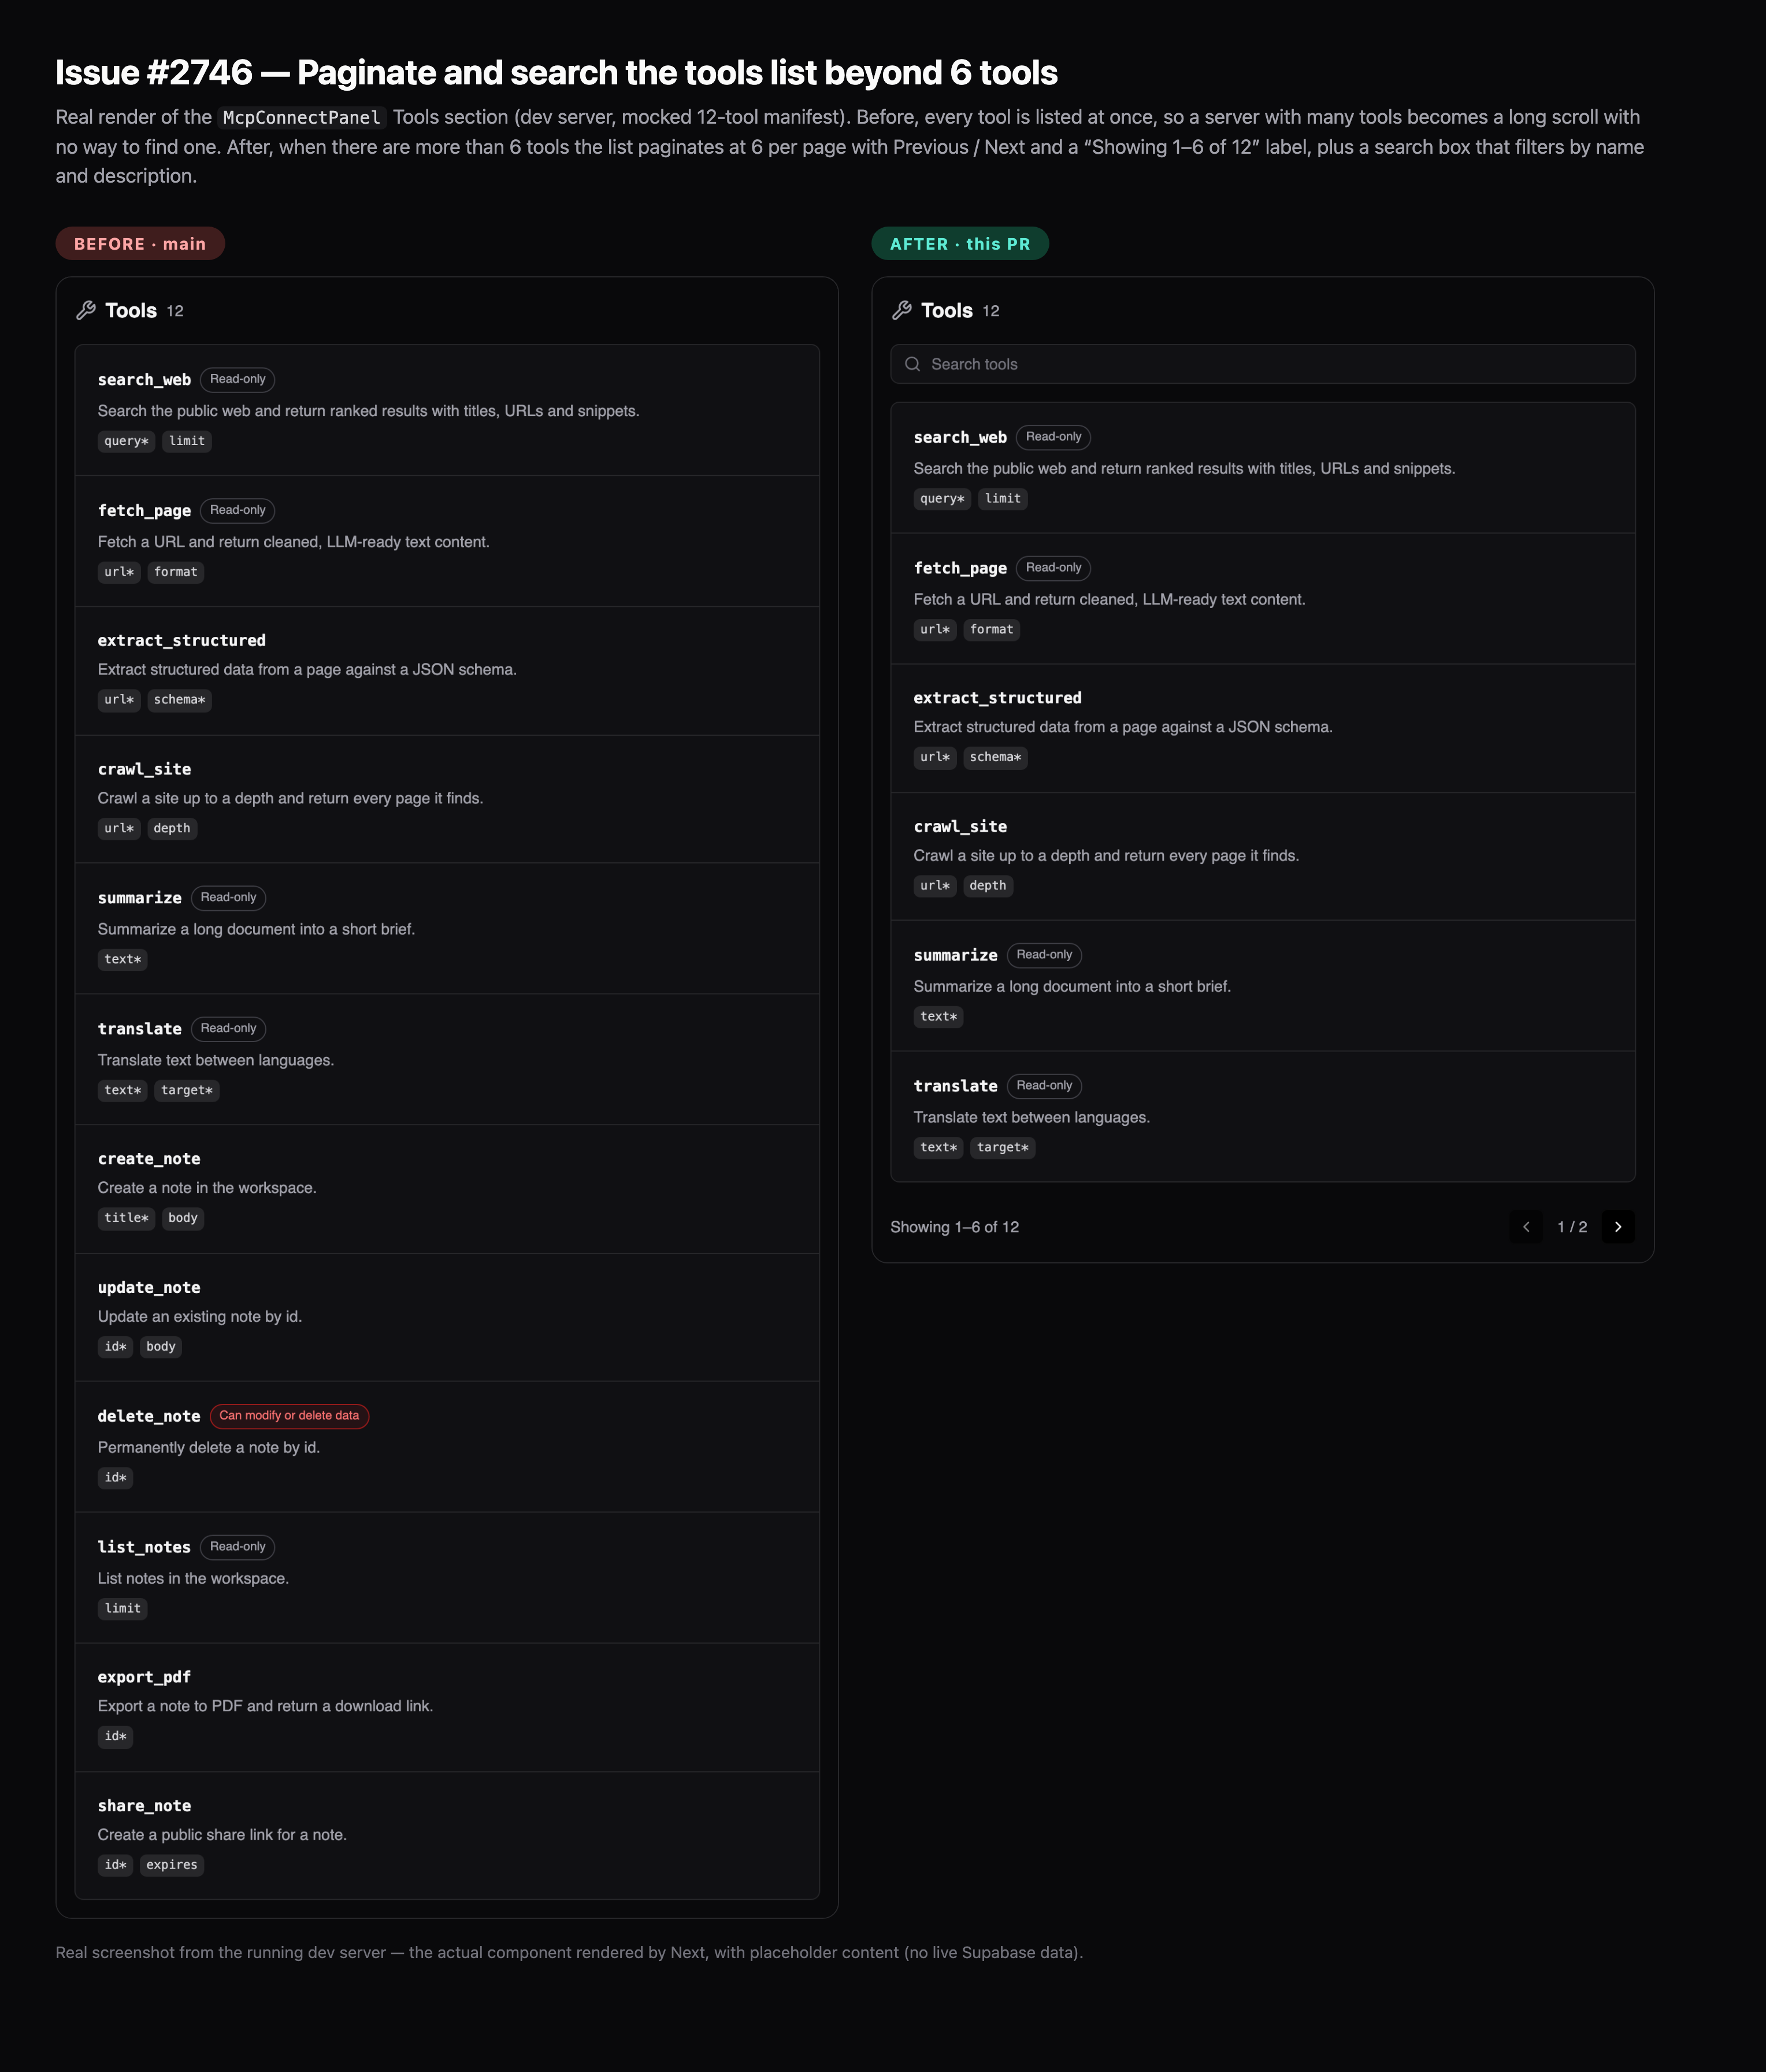 Issue #2746 — Paginate and search the tools list beyond 6 tools
Real render of the McpConnectPanel Tools section (dev server, mocked 12-tool manifest). Before, every tool is listed at once, so a server with many tools becomes a long scroll with
no way to find one. After, when there are more than 6 tools the list paginates at 6 per page with Previous / Next and a “Showing 1–6 of 12” label, plus a search box that filters by name
and description.
BEFORE · main
Tools 12
search_web Read-only
Search the public web and return ranked results with titles, URLs and snippets.
query* limit
fetch_page Read-only
Fetch a URL and return cleaned, LLM-ready text content.
url* format
extract_structured
Extract structured data from a page against a JSON schema.
url* schema*
crawl_site
Crawl a site up to a depth and return every page it finds.
url* depth
summarize Read-only
Summarize a long document into a short brief.
text*
translate Read-only
Translate text between languages.
text* target*
create_note
Create a note in the workspace.
title* body
update_note
Update an existing note by id.
id* body
delete_note Can modify or delete data
Permanently delete a note by id.
id*
list_notes Read-only
List notes in the workspace.
limit
export_pdf
Export a note to PDF and return a download link.
id*
share_note
Create a public share link for a note.
id* expires
AFTER · this PR
Tools 12
Search tools
search_web Read-only
Search the public web and return ranked results with titles, URLs and snippets.
query* limit
fetch_page Read-only
Fetch a URL and return cleaned, LLM-ready text content.
url* format
extract_structured
Extract structured data from a page against a JSON schema.
url* schema*
crawl_site
Crawl a site up to a depth and return every page it finds.
url* depth
summarize Read-only
Summarize a long document into a short brief.
text*
translate Read-only
Translate text between languages.
text* target*
Showing 1–6 of 12 1 / 2
Real screenshot from the running dev server — the actual component rendered by Next, with placeholder content (no live Supabase data).